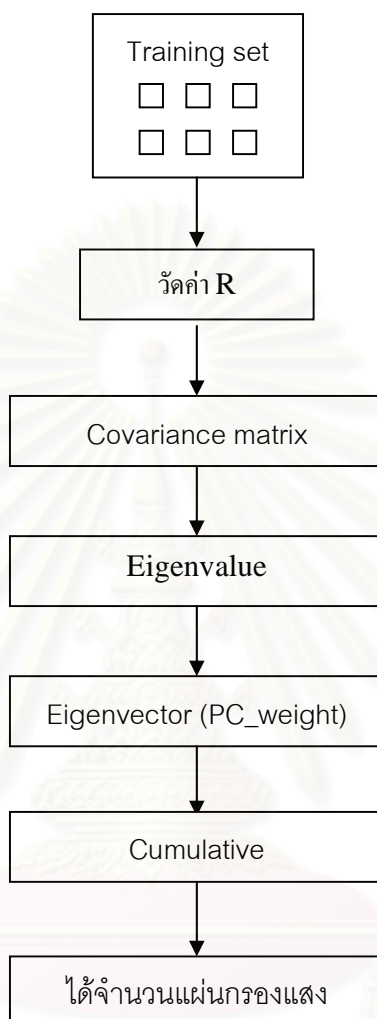 Training set
วัดค่า R
Covariance matrix
Eigenvalue
Eigenvector (PC_weight)
Cumulative
ได้จำนวนแผ่นกรองแสง